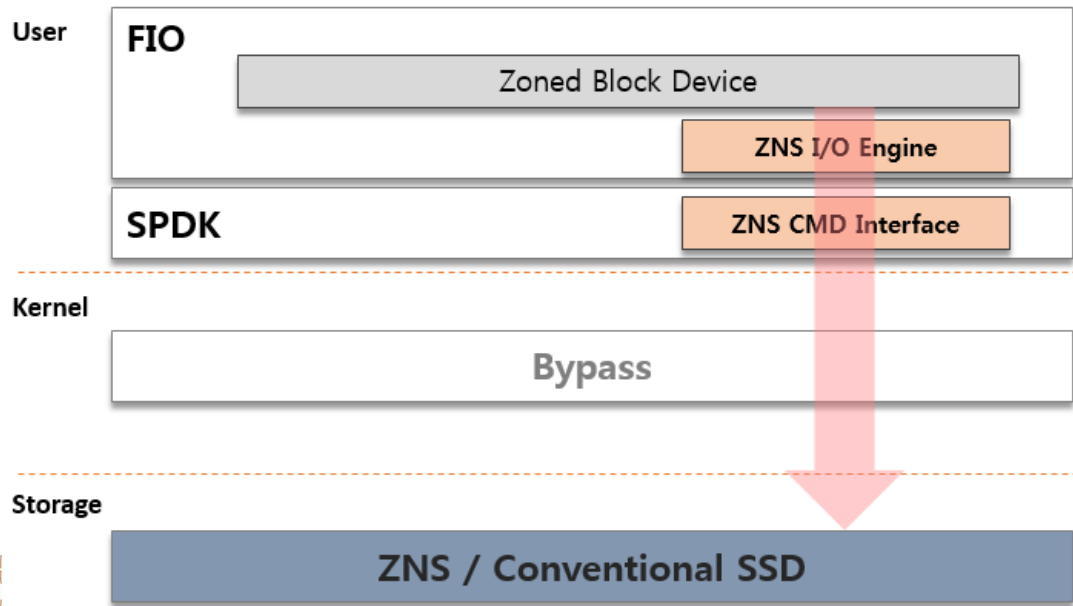 User
FIO
Zoned Block Device
ZNS I/O Engine
SPDK
ZNS CMD Interface
Kernel
Bypass
Storage
ZNS / Conventional SSD